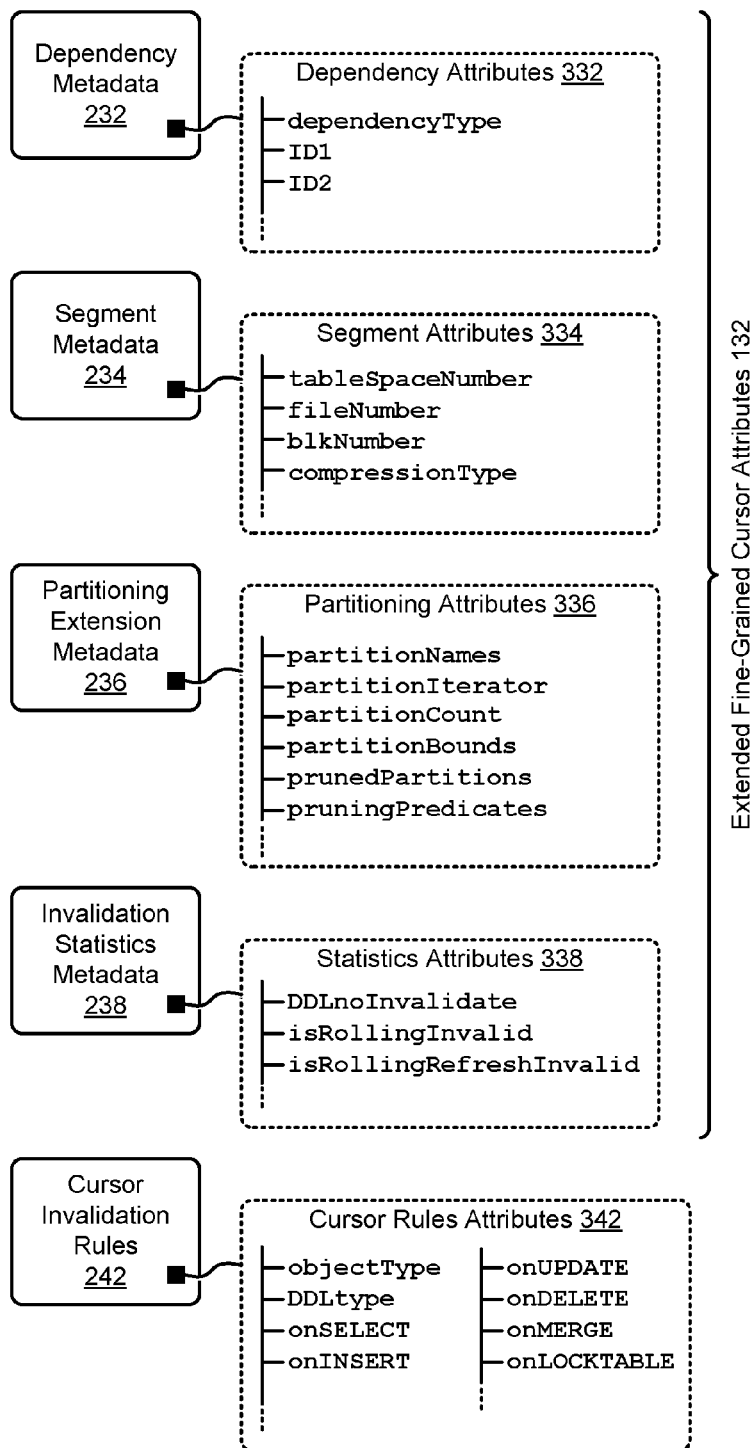 Dependency
Metadata
232
Dependency Attributes 332
dependencyType
ID1
ID2
Segment
Metadata
234
Segment Attributes 334
tableSpaceNumber
fileNumber
blkNumber
compressionType
Partitioning
Extension
Metadata
236
Partitioning Attributes 336
partitionNames
partitionIterator
partitionCount
partitionBounds
prunedPartitions
pruningPredicates
Invalidation
Statistics
Metadata
238
Statistics Attributes 338
DDLnoInvalidate
isRollingInvalid
isRollingRefreshInvalid
Extended Fine-Grained Cursor Attributes 132
Cursor
Invalidation
Rules
242
Cursor Rules Attributes 342
objectType
DDLtype
onSELECT
onINSERT
onUPDATE
onDELETE
onMERGE
onLOCKTABLE